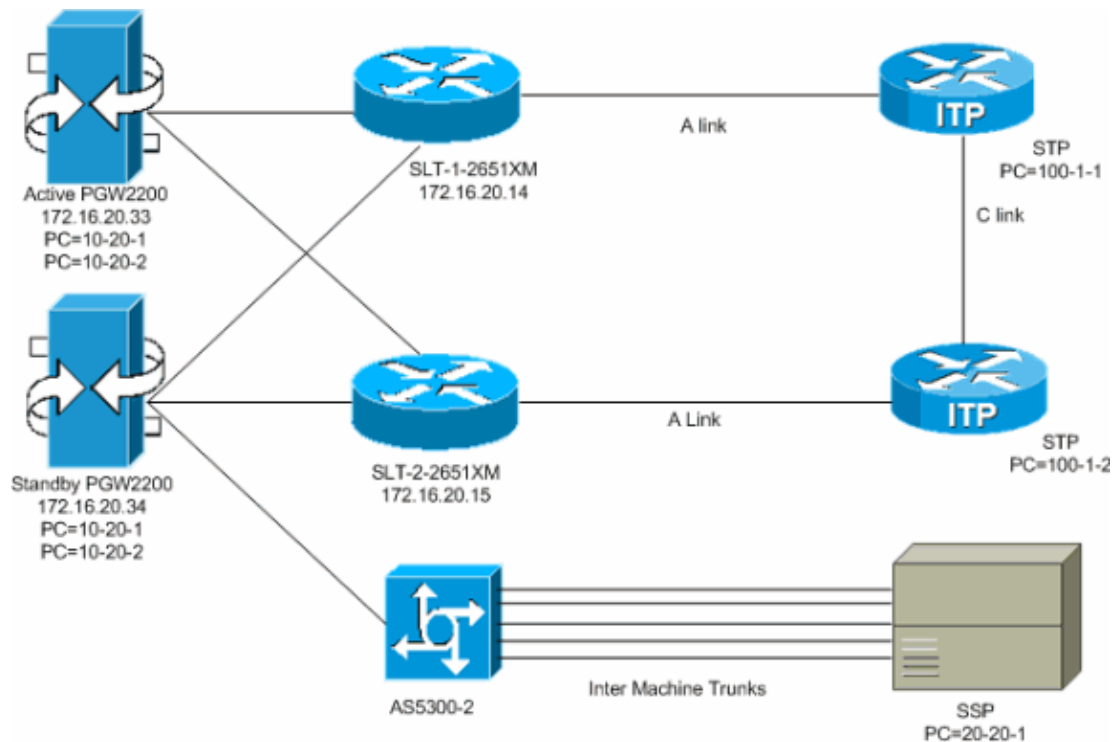 Active PGW2200
172.16.20.33
PC=10-20-1
PC=10-20-2
SLT-1-2651XM
172.16.20.14
A link
ITP
STP
PC=100-1-1
C link
Standby PGW2200
172.16.20.34
PC=10-20-1
PC=10-20-2
SLT-2-2651XM
172.16.20.15
A Link
ITP
STP
PC=100-1-2
AS5300-2
Inter Machine Trunks
SSP
PC=20-20-1